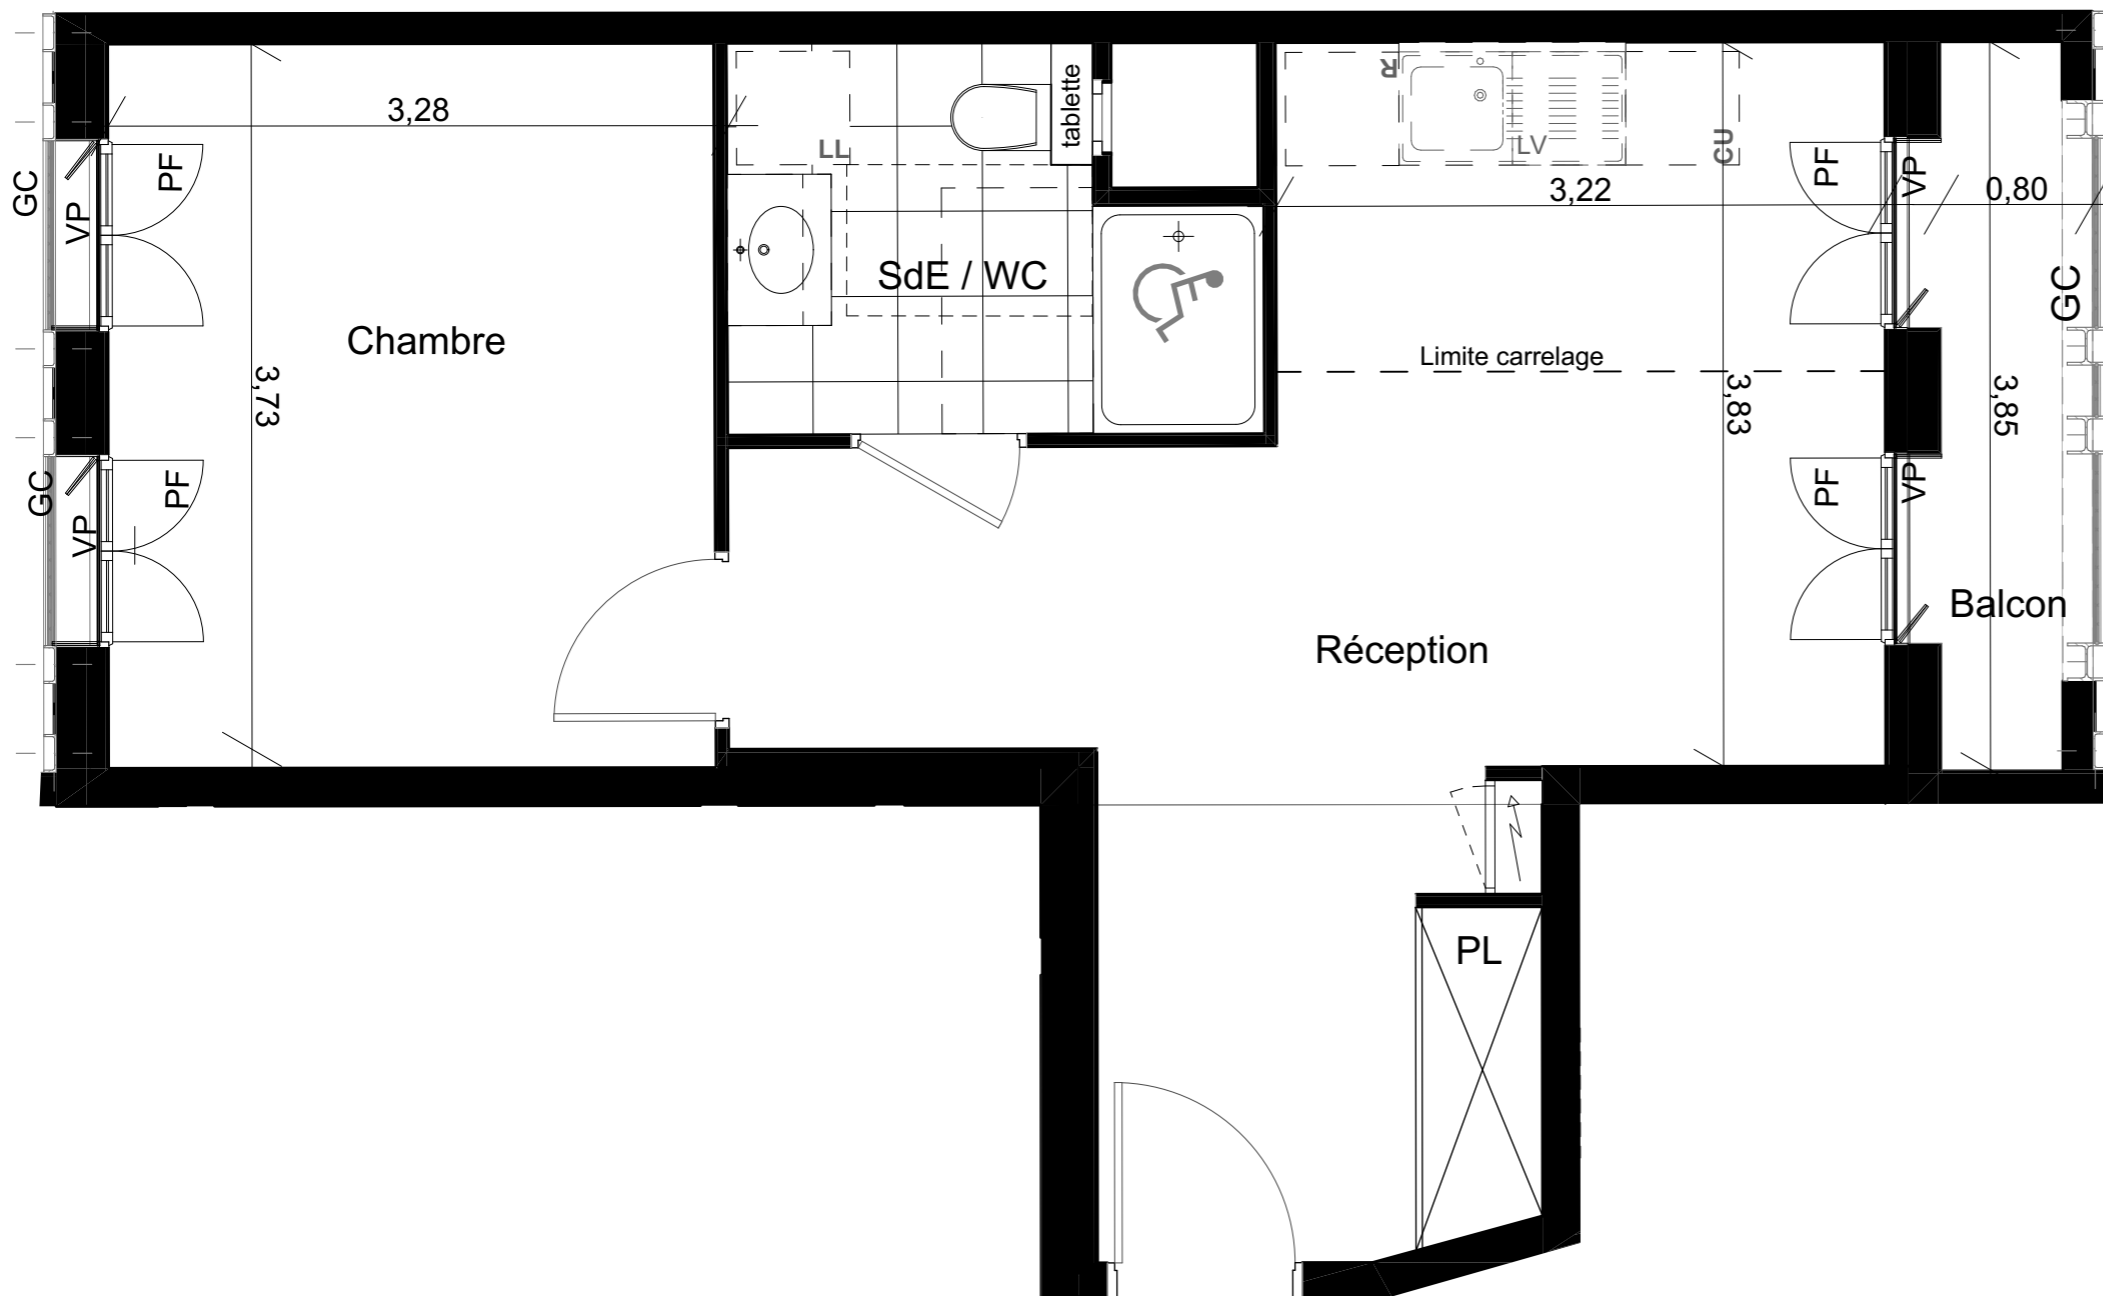 3,28
tablette
R
LL
LV
CU
PF
GC
VP
3,22
PF
VP
0,80
SdE / WC
GC
Chambre
Limite carrelage
3,73
3,83
3,85
GC
PF
VP
PF
VP
Balcon
Réception
PL